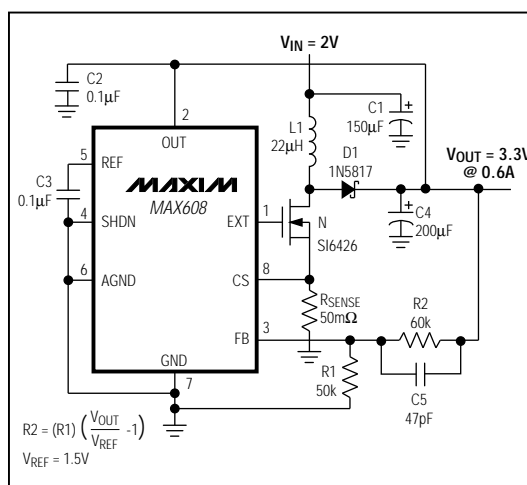 VIN = 2V
C2
0.1µF
C1
150µF
L1
22µH
2
OUT
D1
1N5817
VOUT = 3.3V
@ 0.6A
5
REF
C3
0.1µF
MAXIM
MAX608
4
SHDN
EXT
1
N
SI6426
C4
200µF
6
AGND
CS
8
RSENSE
50mΩ
R2
60k
FB
3
GND
7
R1
50k
C5
47pF
R2 = (R1) (VOUT/VREF -1)
VREF = 1.5V